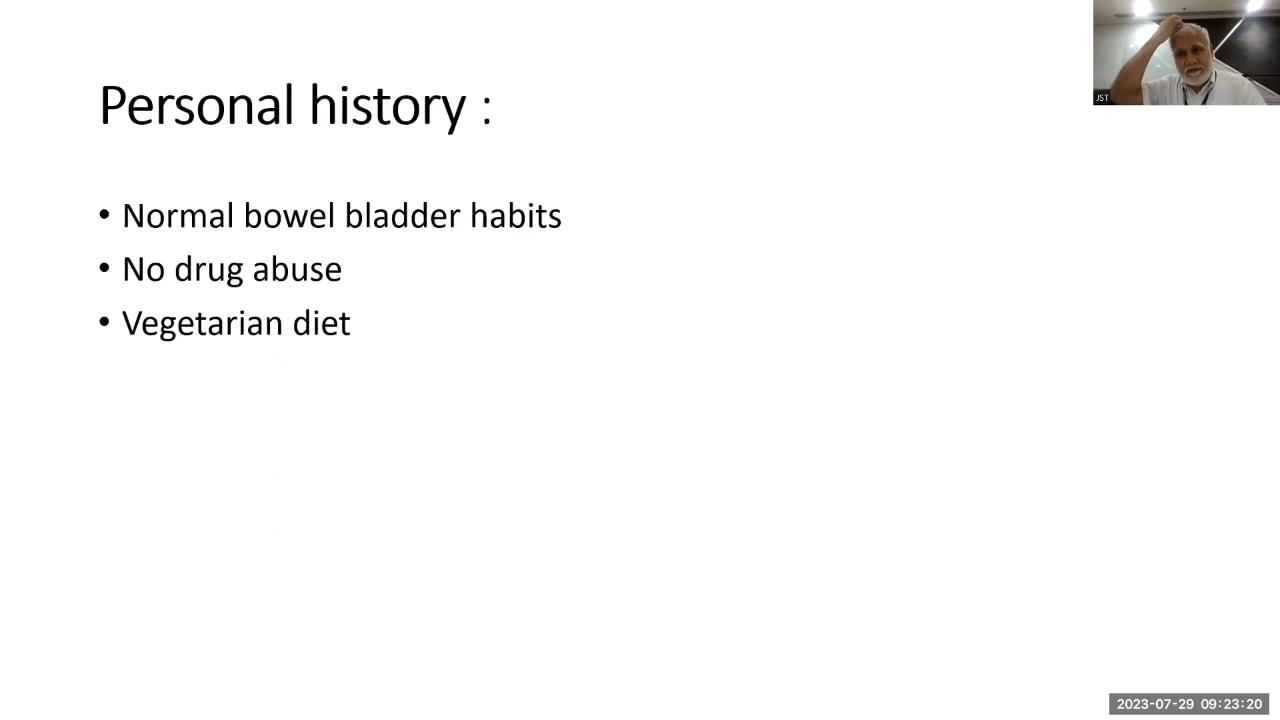 Personal history :
• Normal bowel bladder habits
• No drug abuse
• Vegetarian diet
JST
2023-07-29 09:23:20